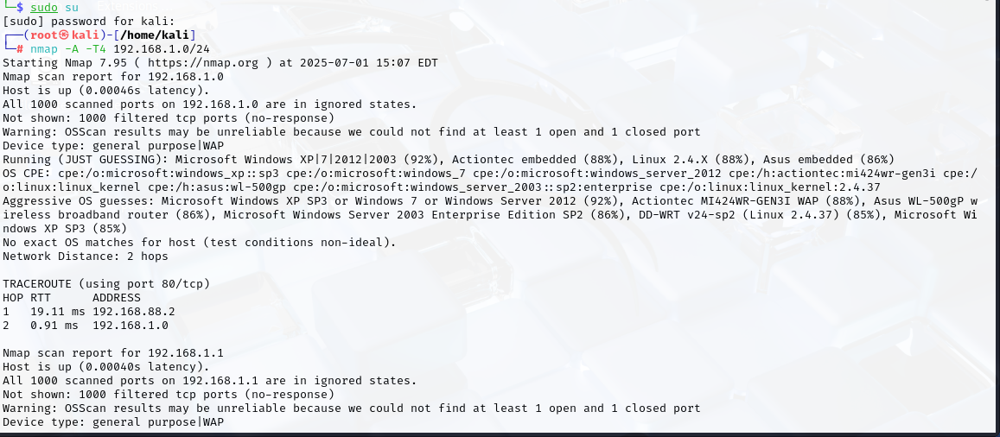 └─$ sudo su
[sudo] password for kali:
┌──(root㉿kali)-[/home/kali]
└─# nmap -A -T4 192.168.1.0/24
Starting Nmap 7.95 ( https://nmap.org ) at 2025-07-01 15:07 EDT
Nmap scan report for 192.168.1.0
Host is up (0.00046s latency).
All 1000 scanned ports on 192.168.1.0 are in ignored states.
Not shown: 1000 filtered tcp ports (no-response)
Warning: OSScan results may be unreliable because we could not find at least 1 open and 1 closed port
Device type: general purpose|WAP
Running (JUST GUESSING): Microsoft Windows XP|7|2012|2003 (92%), Actiontec embedded (88%), Linux 2.4.X (88%), Asus embedded (86%)
OS CPE: cpe:/o:microsoft:windows_xp::sp3 cpe:/o:microsoft:windows_7 cpe:/o:microsoft:windows_server_2012 cpe:/h:actiontec:mi424wr-gen3i cpe:/
o:linux:linux_kernel cpe:/h:asus:wl-500gp cpe:/o:microsoft:windows_server_2003::sp2:enterprise cpe:/o:linux:linux_kernel:2.4.37
Aggressive OS guesses: Microsoft Windows XP SP3 or Windows 7 or Windows Server 2012 (92%), Actiontec MI424WR-GEN3I WAP (88%), Asus WL-500gP w
ireless broadband router (86%), Microsoft Windows Server 2003 Enterprise Edition SP2 (86%), DD-WRT v24-sp2 (Linux 2.4.37) (85%), Microsoft Wi
ndows XP SP3 (85%)
No exact OS matches for host (test conditions non-ideal).
Network Distance: 2 hops
TRACEROUTE (using port 80/tcp)
HOP RTT      ADDRESS
1   19.11 ms 192.168.88.2
2   0.91 ms  192.168.1.0
Nmap scan report for 192.168.1.1
Host is up (0.00040s latency).
All 1000 scanned ports on 192.168.1.1 are in ignored states.
Not shown: 1000 filtered tcp ports (no-response)
Warning: OSScan results may be unreliable because we could not find at least 1 open and 1 closed port
Device type: general purpose|WAP